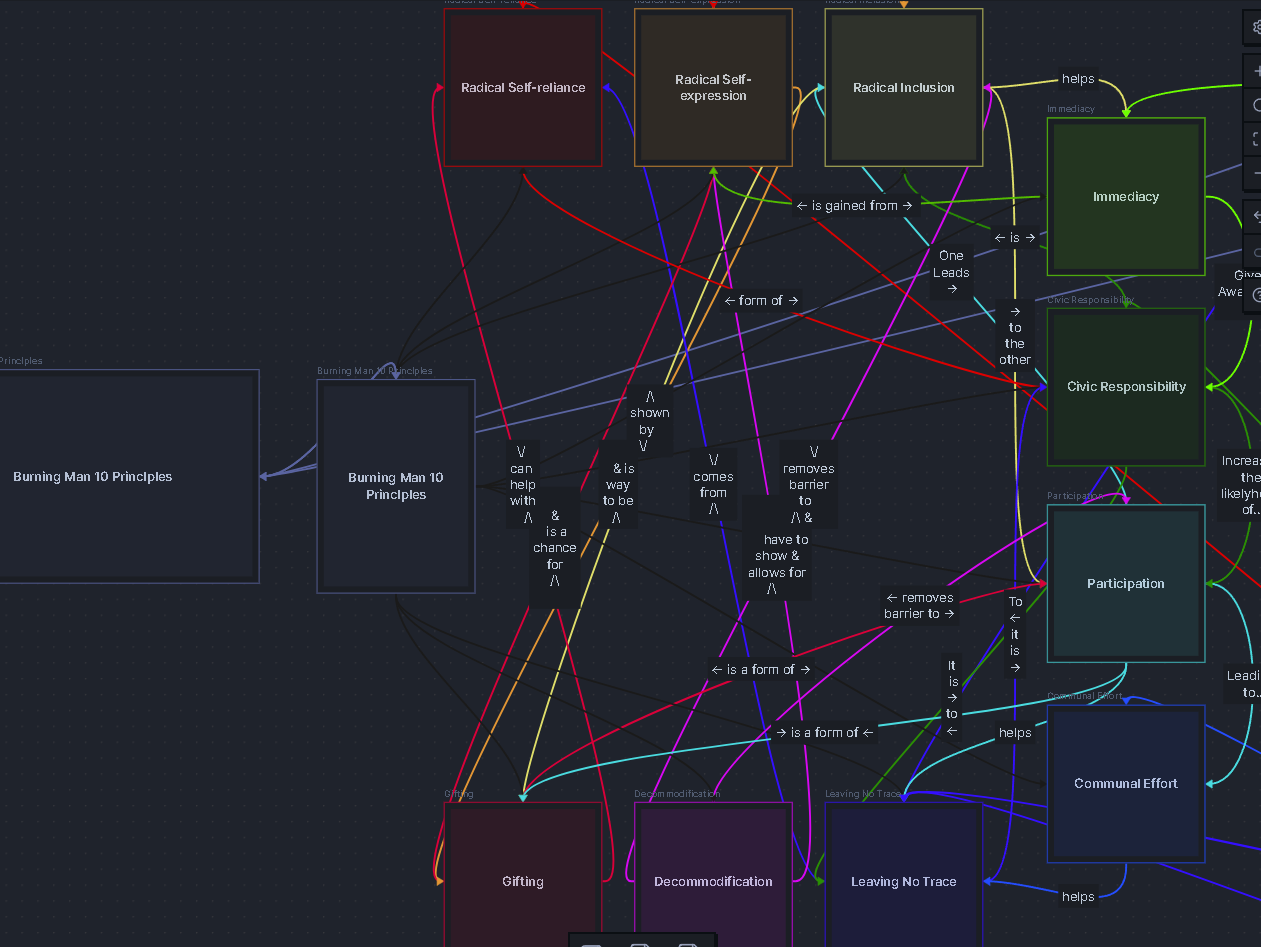 Radical Self-reliance
Radical Self-
expression
Radical Inclusion
helps
Immediacy
Immediacy
← is gained from →
← is →
One
Leads
→
Give
Awa
← form of →
Civic Responsibility
→
to
the
other
Civic Responsibility
Principles
Burning Man 10 Principles
Burning Man 10 Principles
Burning Man 10
Principles
/\
shown
by
\/
\/
can
help
with
/\
& is
way
to be
/\
\/
comes
from
/\
\/
removes
barrier
to
/\ &
Increas
the
likelyho
of..
Participation
&
is a
chance
for
/\
have to
show &
allows for
/\
Participation
← removes
barrier to →
To
←
it
is
→
← is a form of →
It
is
→
to
←
Leadi
to..
Communal Effort
→ is a form of ←
helps
Communal Effort
Gifting
Decommodification
Leaving No Trace
Gifting
Decommodification
Leaving No Trace
helps